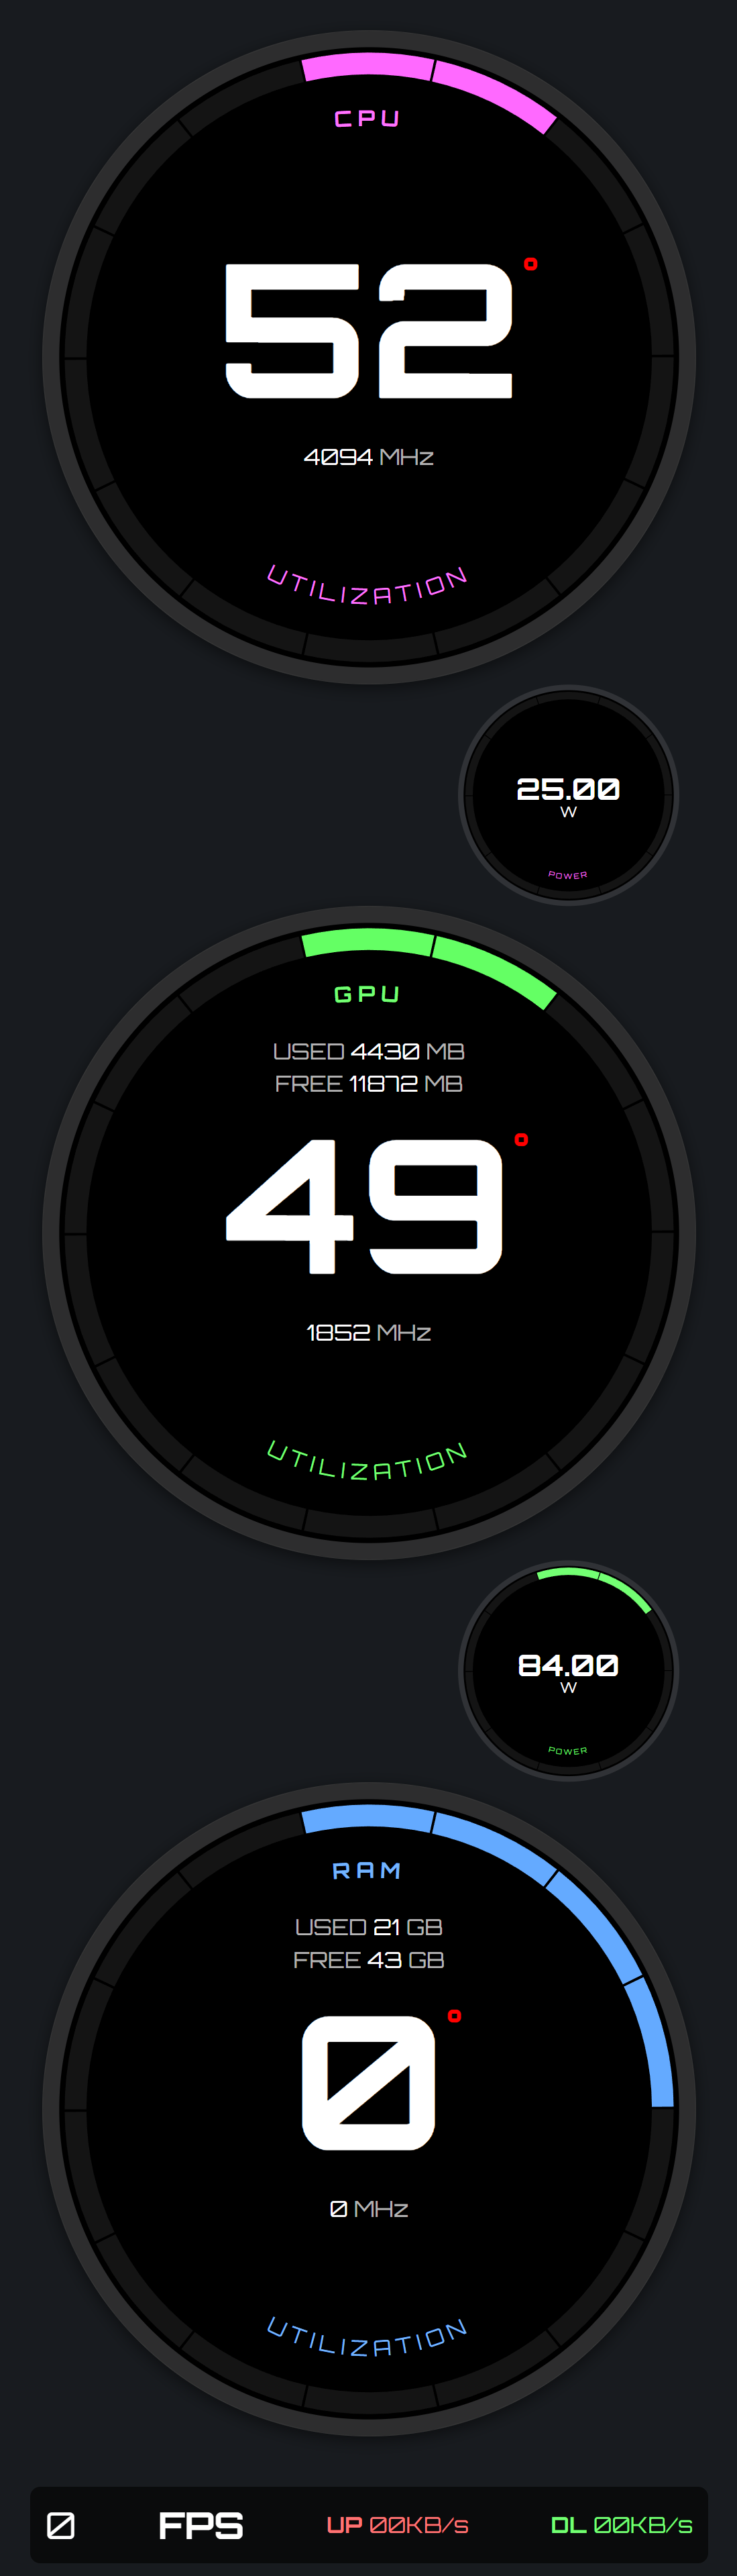 CPU
52°
4094 MHz
UTILIZATION
25.00
W
POWER
GPU
USED 4430 MB
FREE 11872 MB
49°
1852 MHz
UTILIZATION
84.00
W
POWER
RAM
USED 21 GB
FREE 43 GB
0°
0 MHz
UTILIZATION
0 FPS UP 00KB/s DL 00KB/s